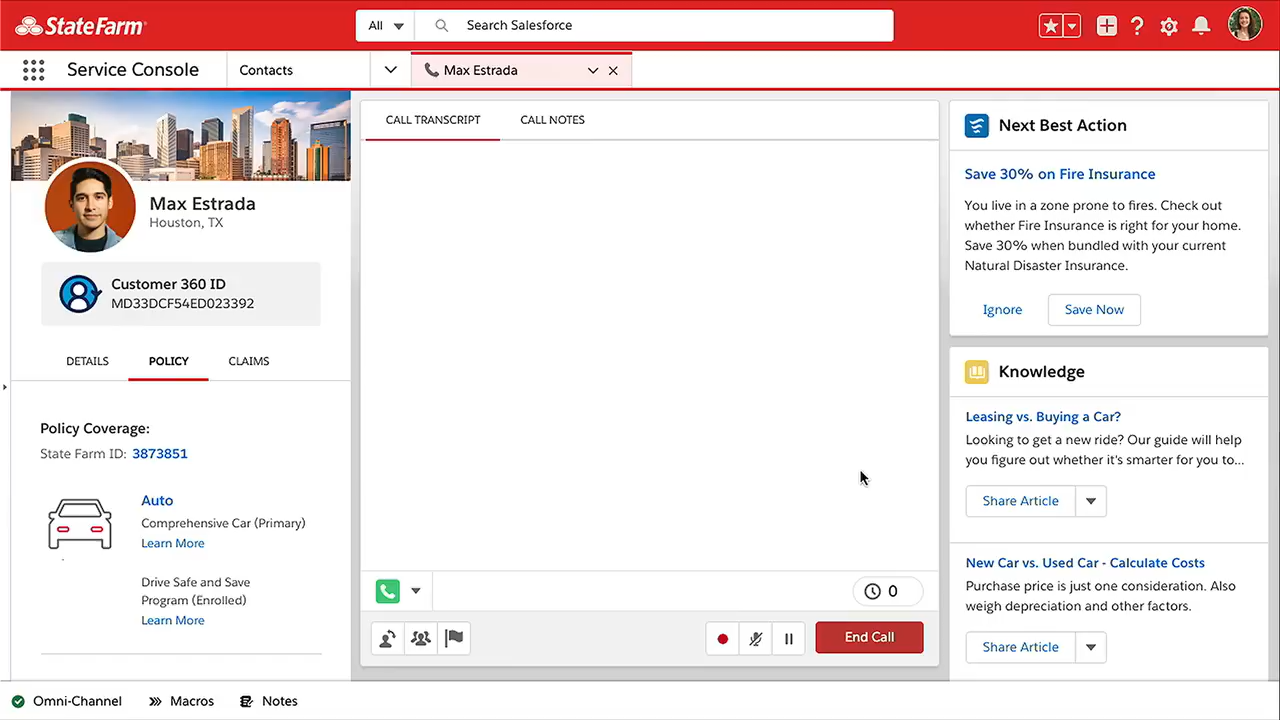 StateFarm
All
Search Salesforce
Service Console
Contacts
Max Estrada
Max Estrada
Houston, TX
Customer 360 ID
MD33DCF54ED023392
DETAILS
POLICY
CLAIMS
Policy Coverage:
State Farm ID: 3873851
Auto
Comprehensive Car (Primary)
Learn More
Drive Safe and Save
Program (Enrolled)
Learn More
CALL TRANSCRIPT
CALL NOTES
0
End Call
Next Best Action
Save 30% on Fire Insurance
You live in a zone prone to fires. Check out
whether Fire Insurance is right for your home.
Save 30% when bundled with your current
Natural Disaster Insurance.
Ignore
Save Now
Knowledge
Leasing vs. Buying a Car?
Looking to get a new ride? Our guide will help
you figure out whether it's smarter for you to...
Share Article
New Car vs. Used Car - Calculate Costs
Purchase price is just one consideration. Also
weigh depreciation and other factors.
Share Article
Omni-Channel
Macros
Notes